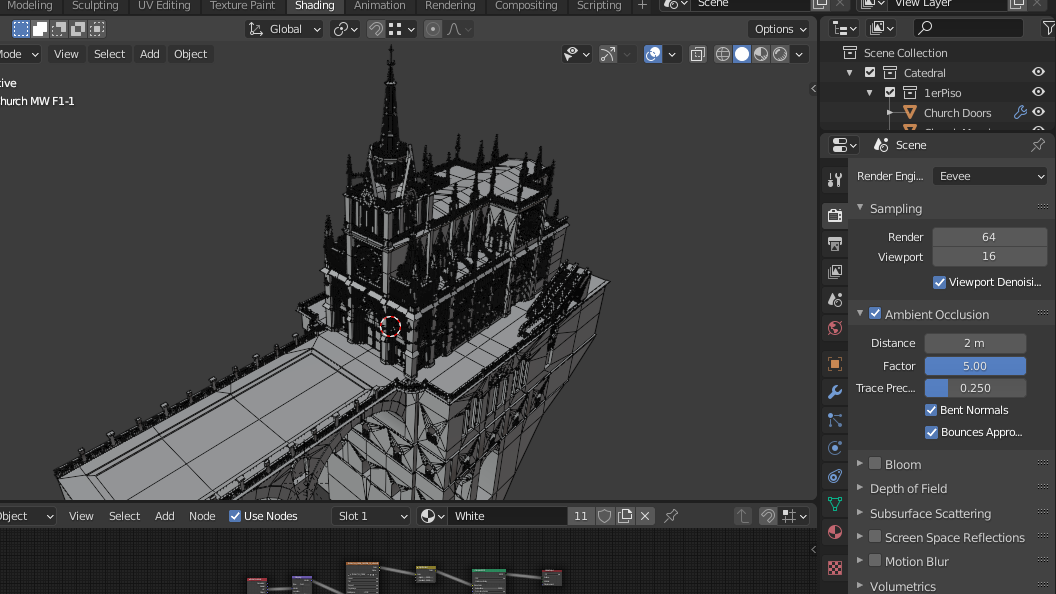 Modeling Sculpting UV Editing Texture Paint Shading Animation Rendering Compositing Scripting + Scene View Layer
Global Options
Mode View Select Add Object
Scene Collection
Catedral
1erPiso
Church Doors
ive
hurch MW F1-1
Scene
Render Engi... Eevee
Sampling
Render 64
Viewport 16
Viewport Denoisi...
Ambient Occlusion
Distance 2 m
Factor 5.00
Trace Prec... 0.250
Bent Normals
Bounces Appro...
Bloom
Depth of Field
Subsurface Scattering
Screen Space Reflections
Motion Blur
Volumetrics
Object View Select Add Node Use Nodes Slot 1 White 11